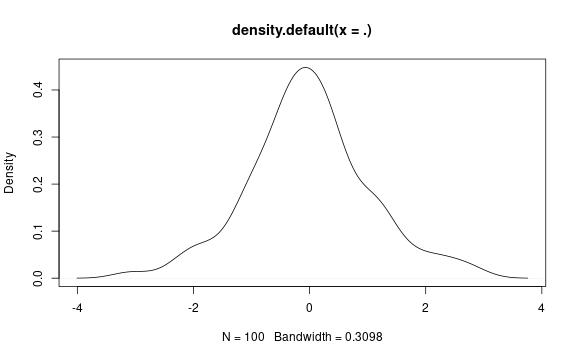 density.default(x = .)
Density
0.0 0.1 0.2 0.3 0.4
-4 -2 0 2 4
N = 100 Bandwidth = 0.3098